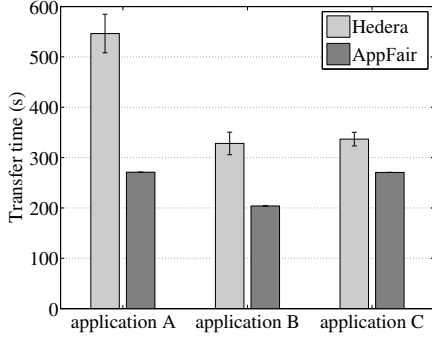 600
500
400
300
200
100
0
Transfer time (s)
Hedera
AppFair
application A
application B
application C